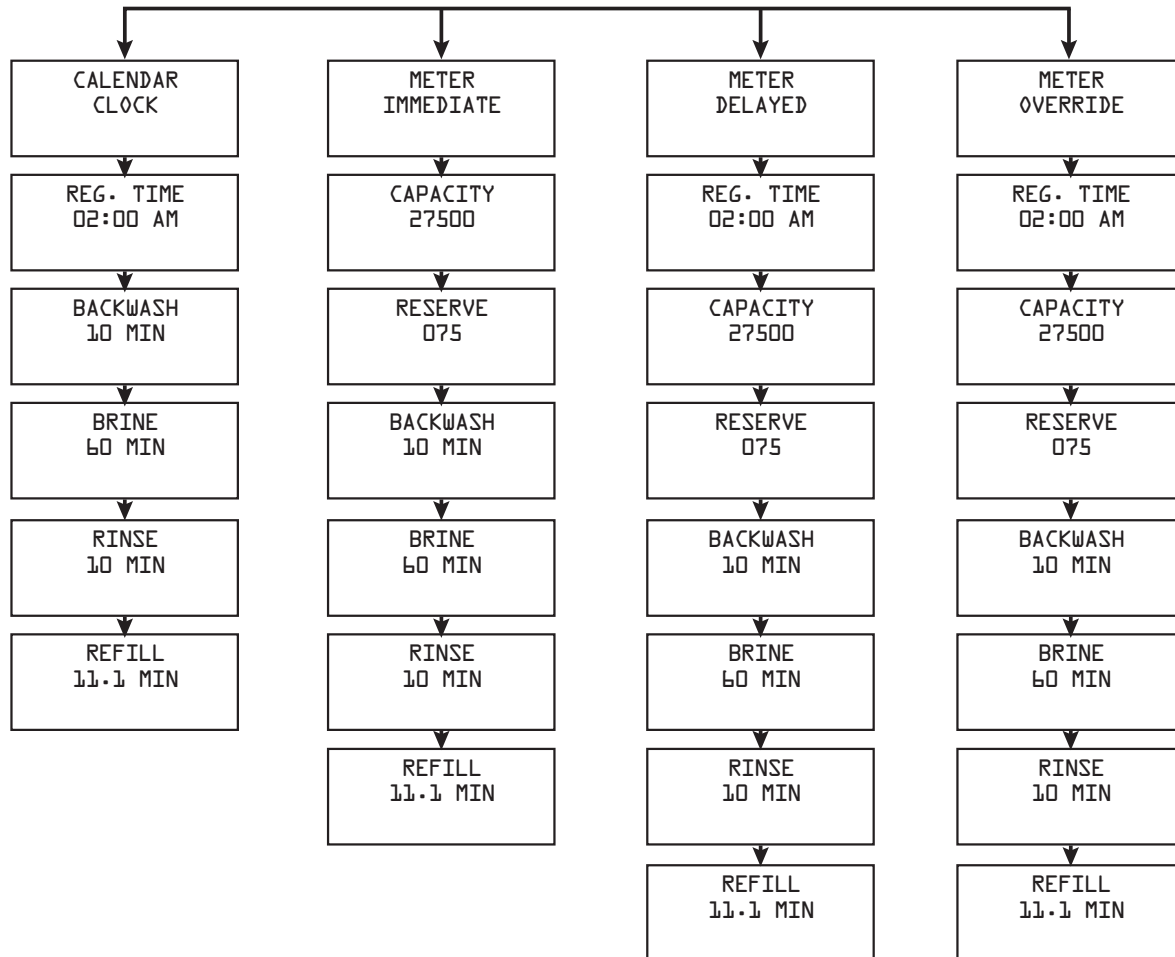 CALENDAR
CLOCK
REG. TIME
02:00 AM
BACKWASH
10 MIN
BRINE
60 MIN
RINSE
10 MIN
REFILL
11.1 MIN
METER
IMMEDIATE
CAPACITY
27500
RESERVE
075
BACKWASH
10 MIN
BRINE
60 MIN
RINSE
10 MIN
REFILL
11.1 MIN
METER
DELAYED
REG. TIME
02:00 AM
CAPACITY
27500
RESERVE
075
BACKWASH
10 MIN
BRINE
60 MIN
RINSE
10 MIN
REFILL
11.1 MIN
METER
OVERRIDE
REG. TIME
02:00 AM
CAPACITY
27500
RESERVE
075
BACKWASH
10 MIN
BRINE
60 MIN
RINSE
10 MIN
REFILL
11.1 MIN